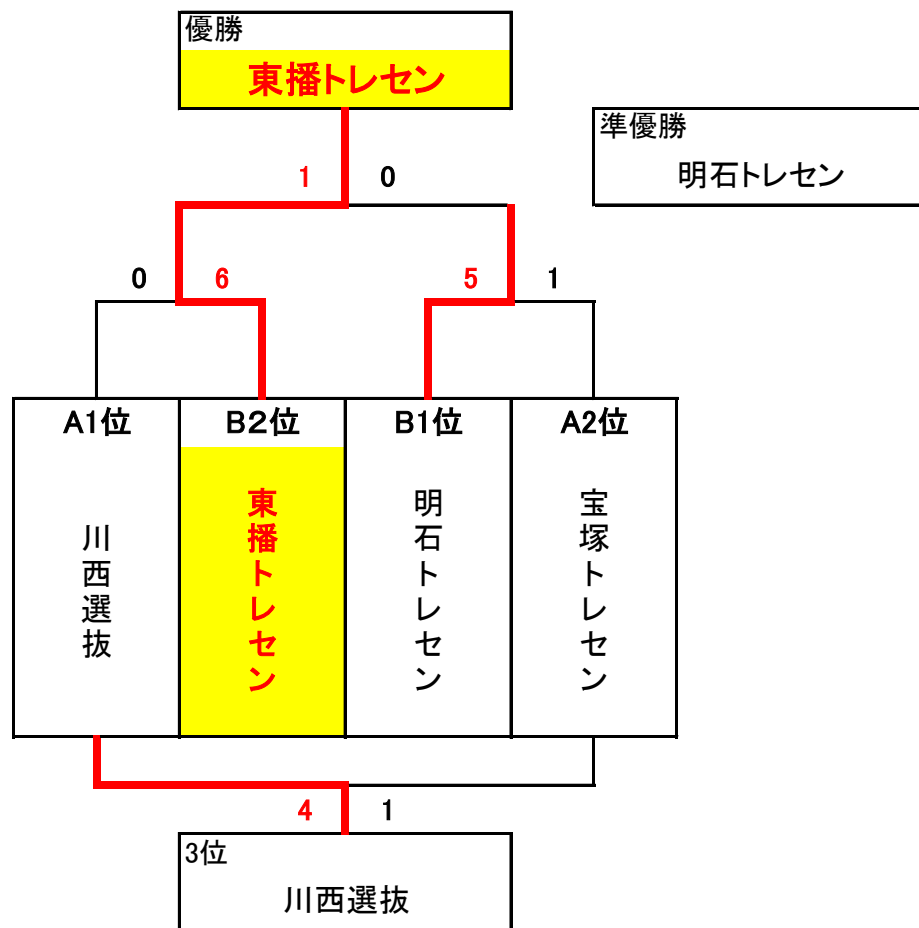 優勝
東播トレセン
準優勝
明石トレセン
1 0
0 6 5 1
A1位 B2位 B1位 A2位
川西選抜
東播トレセン
明石トレセン
宝塚トレセン
4 1
3位
川西選抜